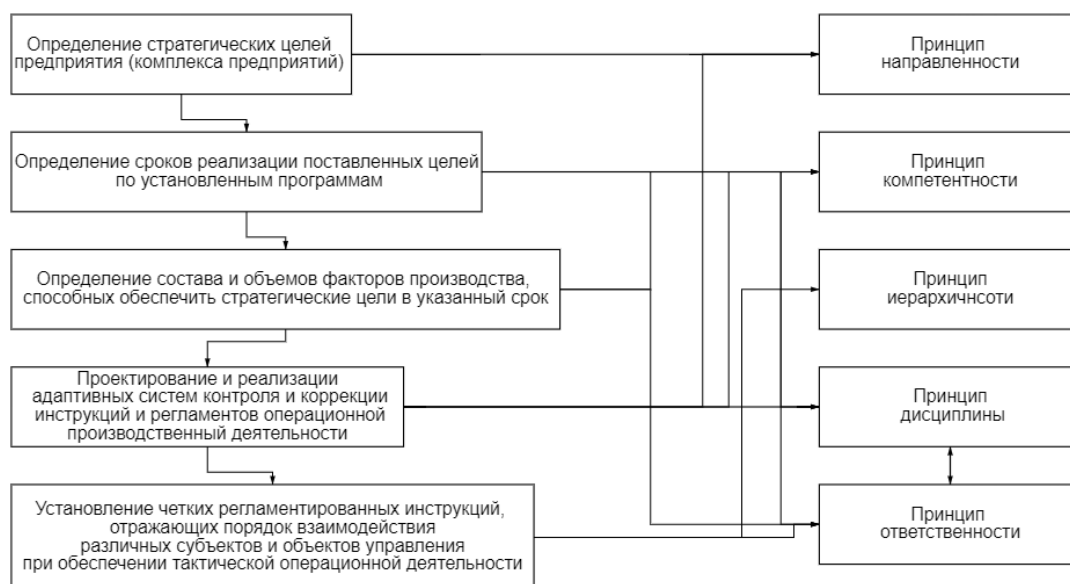 Определение стратегических целей
предприятия (комплекса предприятий)
Принцип
направленности
Определение сроков реализации поставленных целей
по установленным программам
Принцип
компетентности
Определение состава и объемов факторов производства,
способных обеспечить стратегические цели в указанный срок
Принцип
иерархичнсоти
Проектирование и реализации
адаптивных систем контроля и коррекции
инструкций и регламентов операционной
производственный деятельности
Принцип
дисциплины
Установление четких регламентированных инструкций,
отражающих порядок взаимодействия
различных субъектов и объектов управления
при обеспечении тактической операционной деятельности
Принцип
ответственности